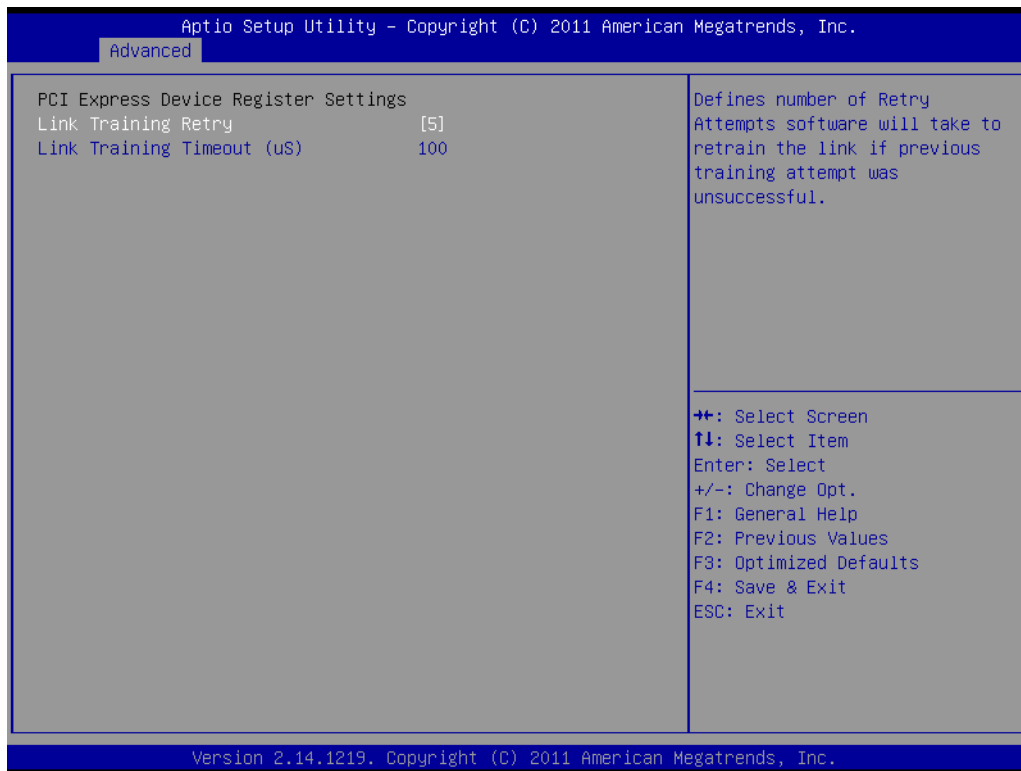 Aptio Setup Utility – Copyright (C) 2011 American Megatrends, Inc.
Advanced
PCI Express Device Register Settings
Link Training Retry [5]
Link Training Timeout (uS) 100
Defines number of Retry
Attempts software will take to
retrain the link if previous
training attempt was
unsuccessful.
→←: Select Screen
↑↓: Select Item
Enter: Select
+/-: Change Opt.
F1: General Help
F2: Previous Values
F3: Optimized Defaults
F4: Save & Exit
ESC: Exit
Version 2.14.1219. Copyright (C) 2011 American Megatrends, Inc.